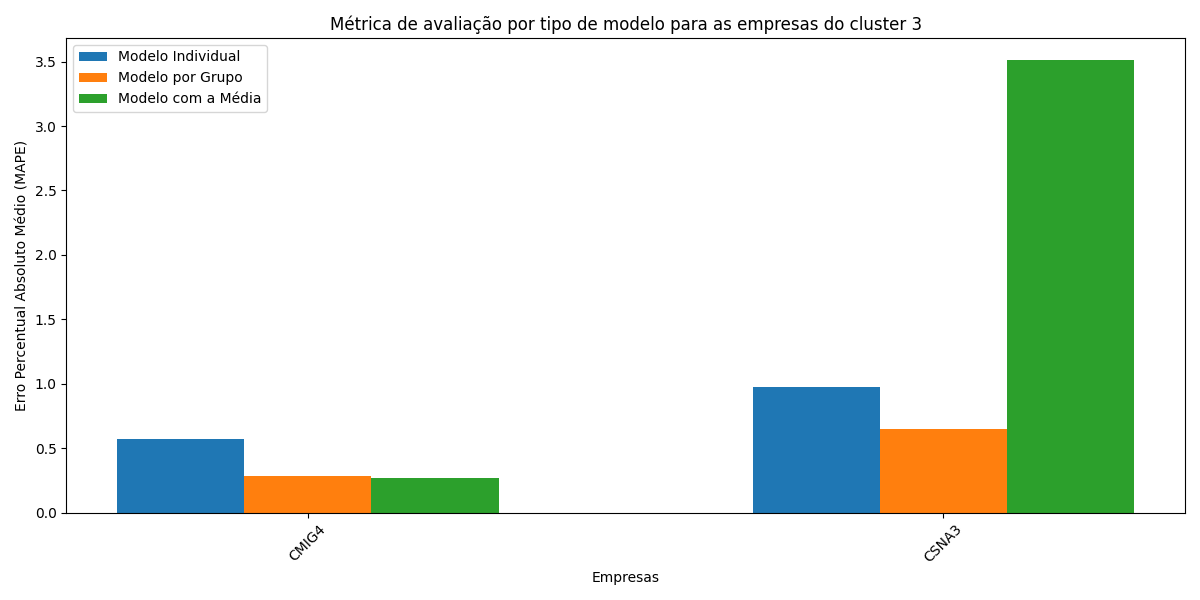 Métrica de avaliação por tipo de modelo para as empresas do cluster 3
Modelo Individual
Modelo por Grupo
Modelo com a Média
Erro Percentual Absoluto Médio (MAPE)
3.5
3.0
2.5
2.0
1.5
1.0
0.5
0.0
CMIG4
CSNA3
Empresas